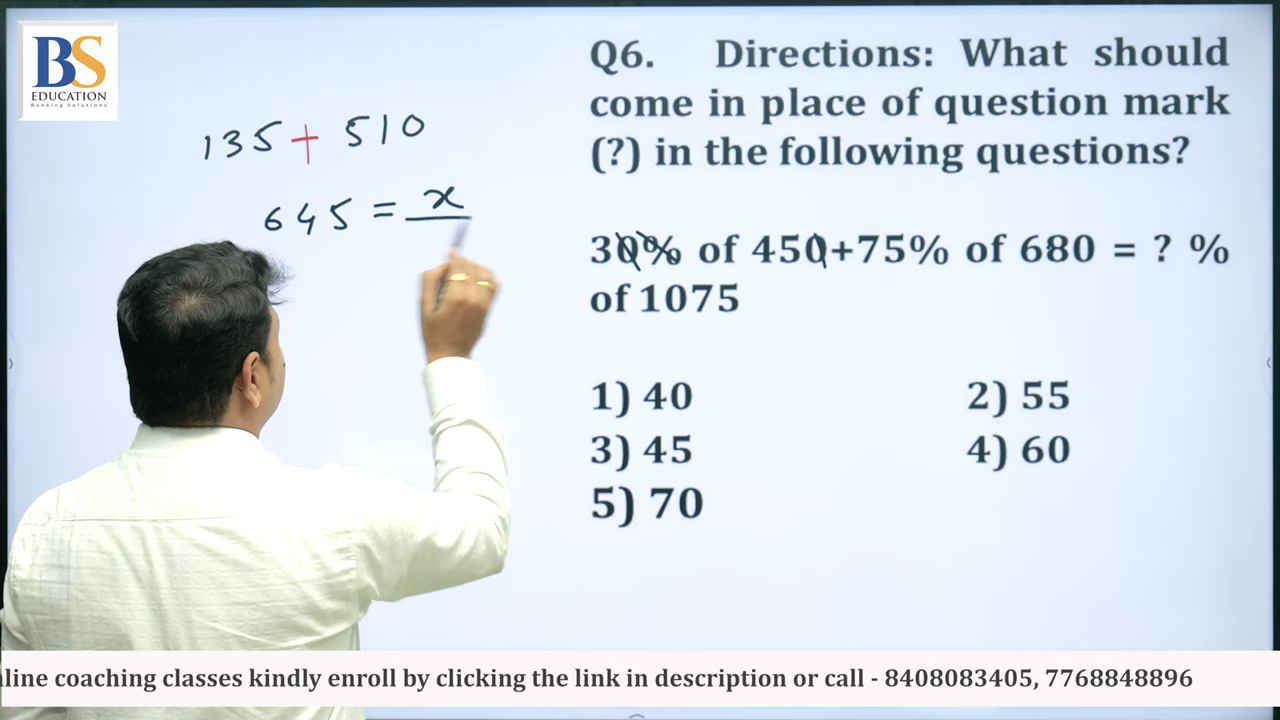 BS
EDUCATION
Banking Solutions
135 + 510
645 = x
Q6. Directions: What should
come in place of question mark
(?) in the following questions?
30% of 450+75% of 680 = ? %
of 1075
1) 40
2) 55
3) 45
4) 60
5) 70
line coaching classes kindly enroll by clicking the link in description or call - 8408083405, 7768848896